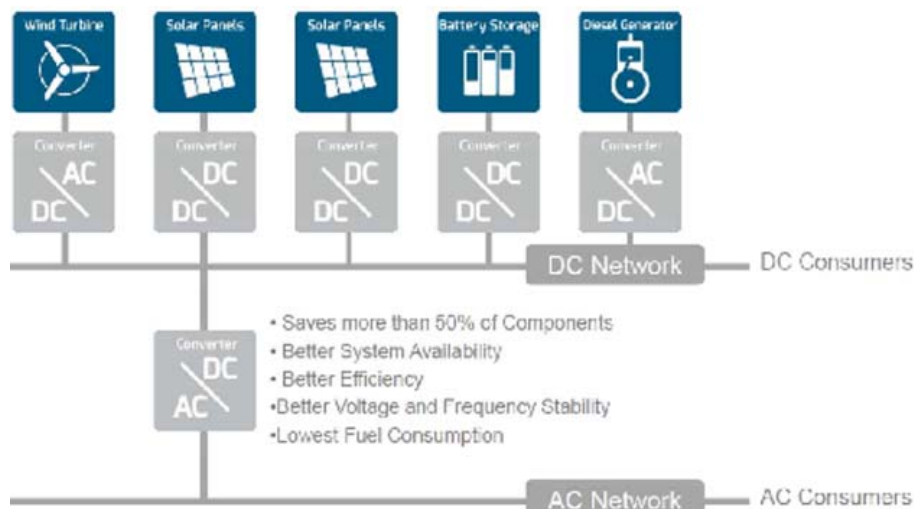 Wind Turbine
Solar Panels
Solar Panels
Battery Storage
Diesel Generator
Converter
AC
DC
Converter
DC
DC
Converter
DC
DC
Converter
DC
DC
Converter
AC
DC
DC Network
DC Consumers
Converter
DC
AC
• Saves more than 50% of Components
• Better System Availability
• Better Efficiency
•Better Voltage and Frequency Stability
•Lowest Fuel Consumption
AC Network
AC Consumers